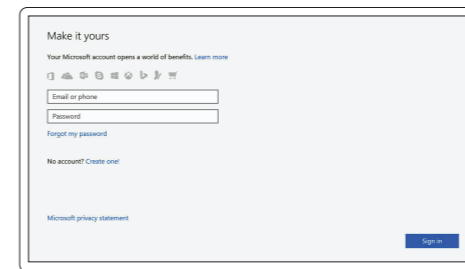 Make it yours
Your Microsoft account opens a world of benefits. Learn more
Email or phone
Password
Forgot my password
No account? Create one!
Microsoft privacy statement
Sign in